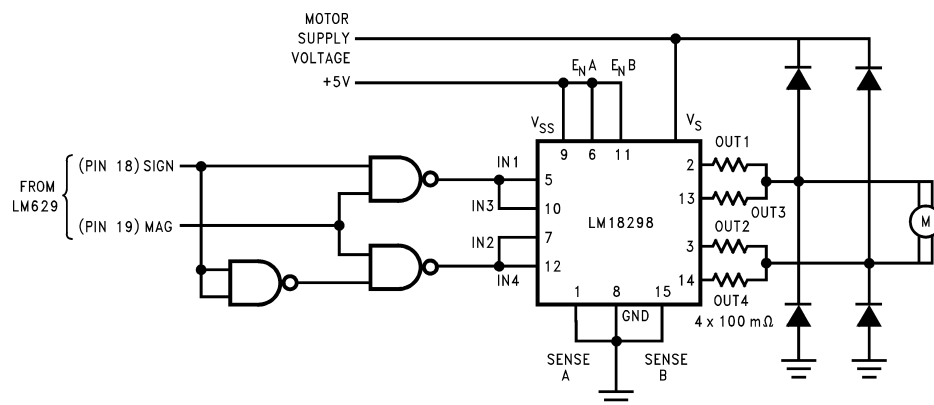 MOTOR
SUPPLY
VOLTAGE
+5V
ENA ENB
VSS
VS
9 6 11
OUT1
(PIN 18) SIGN
FROM
LM629
(PIN 19) MAG
IN1
5
2
IN3
10
13
OUT3
LM18298
M
IN2
7
OUT2
3
12
IN4
14
1 8 15
GND
OUT4
4 x 100 mΩ
SENSE
A
SENSE
B